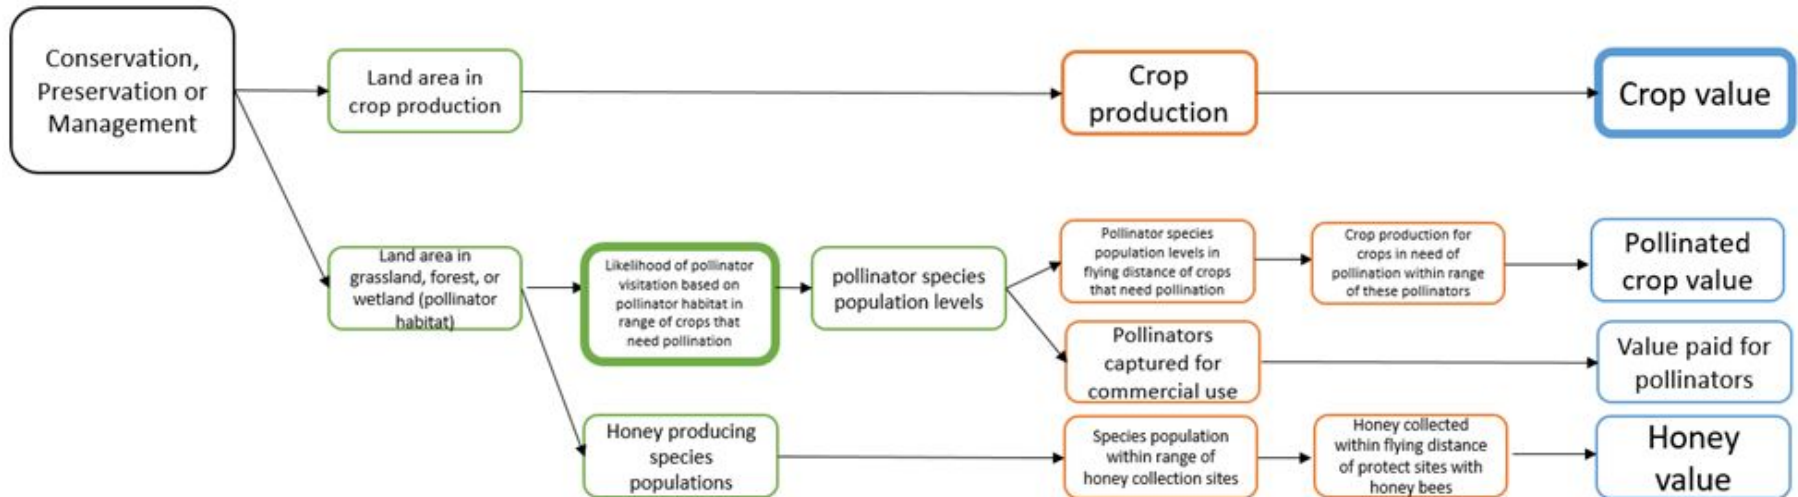 Conservation,
Preservation or
Management
Land area in
crop production
Crop
production
Crop value
Land area in
grassland, forest, or
wetland (pollinator
habitat)
Likelihood of pollinator
visitation based on
pollinator habitat in
range of crops that
need pollination
pollinator species
population levels
Pollinator species
population levels in
flying distance of crops
that need pollination
Crop production for
crops in need of
pollination within range
of these pollinators
Pollinated
crop value
Pollinators
captured for
commercial use
Value paid for
pollinators
Honey producing
species
populations
Species population
within range of
honey collection sites
Honey collected
within flying distance
of protect sites with
honey bees
Honey
value